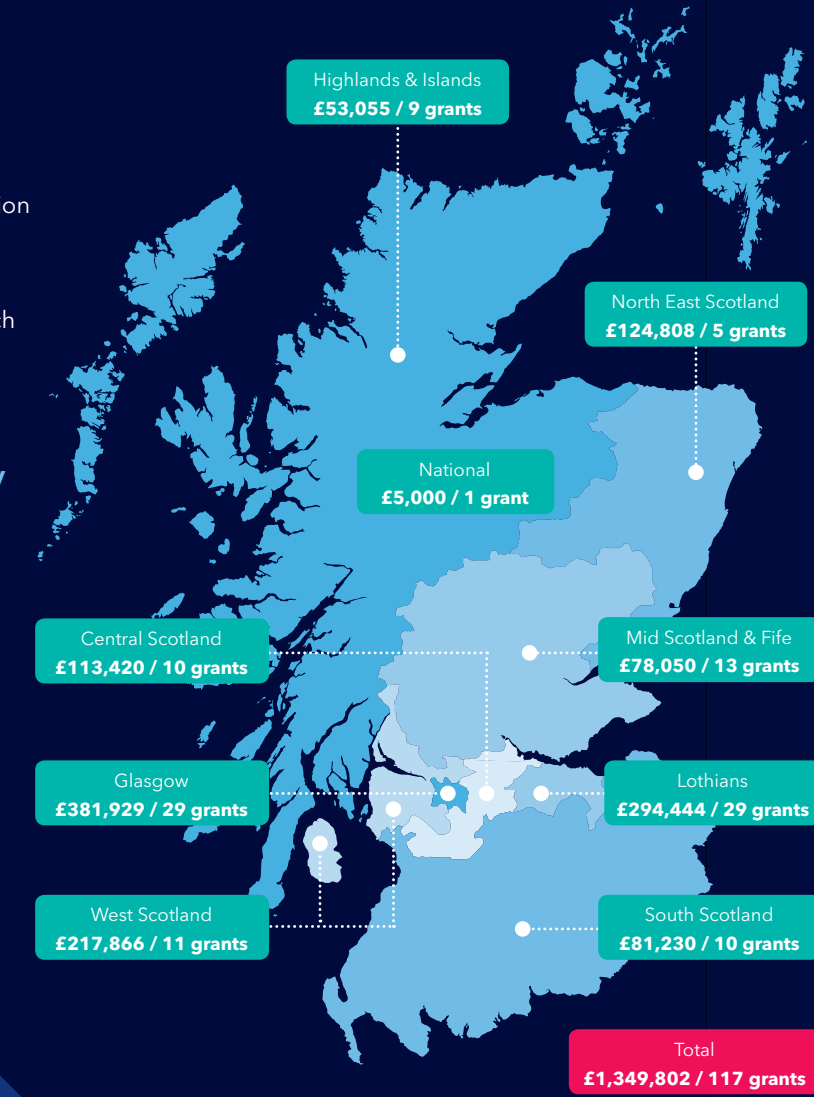 Highlands & Islands
£53,055 / 9 grants
ion
North East Scotland
£124,808 / 5 grants
ch
National
£5,000 / 1 grant
y
Central Scotland
£113,420 / 10 grants
Mid Scotland & Fife
£78,050 / 13 grants
Glasgow
£381,929 / 29 grants
Lothians
£294,444 / 29 grants
West Scotland
£217,866 / 11 grants
South Scotland
£81,230 / 10 grants
Total
£1,349,802 / 117 grants